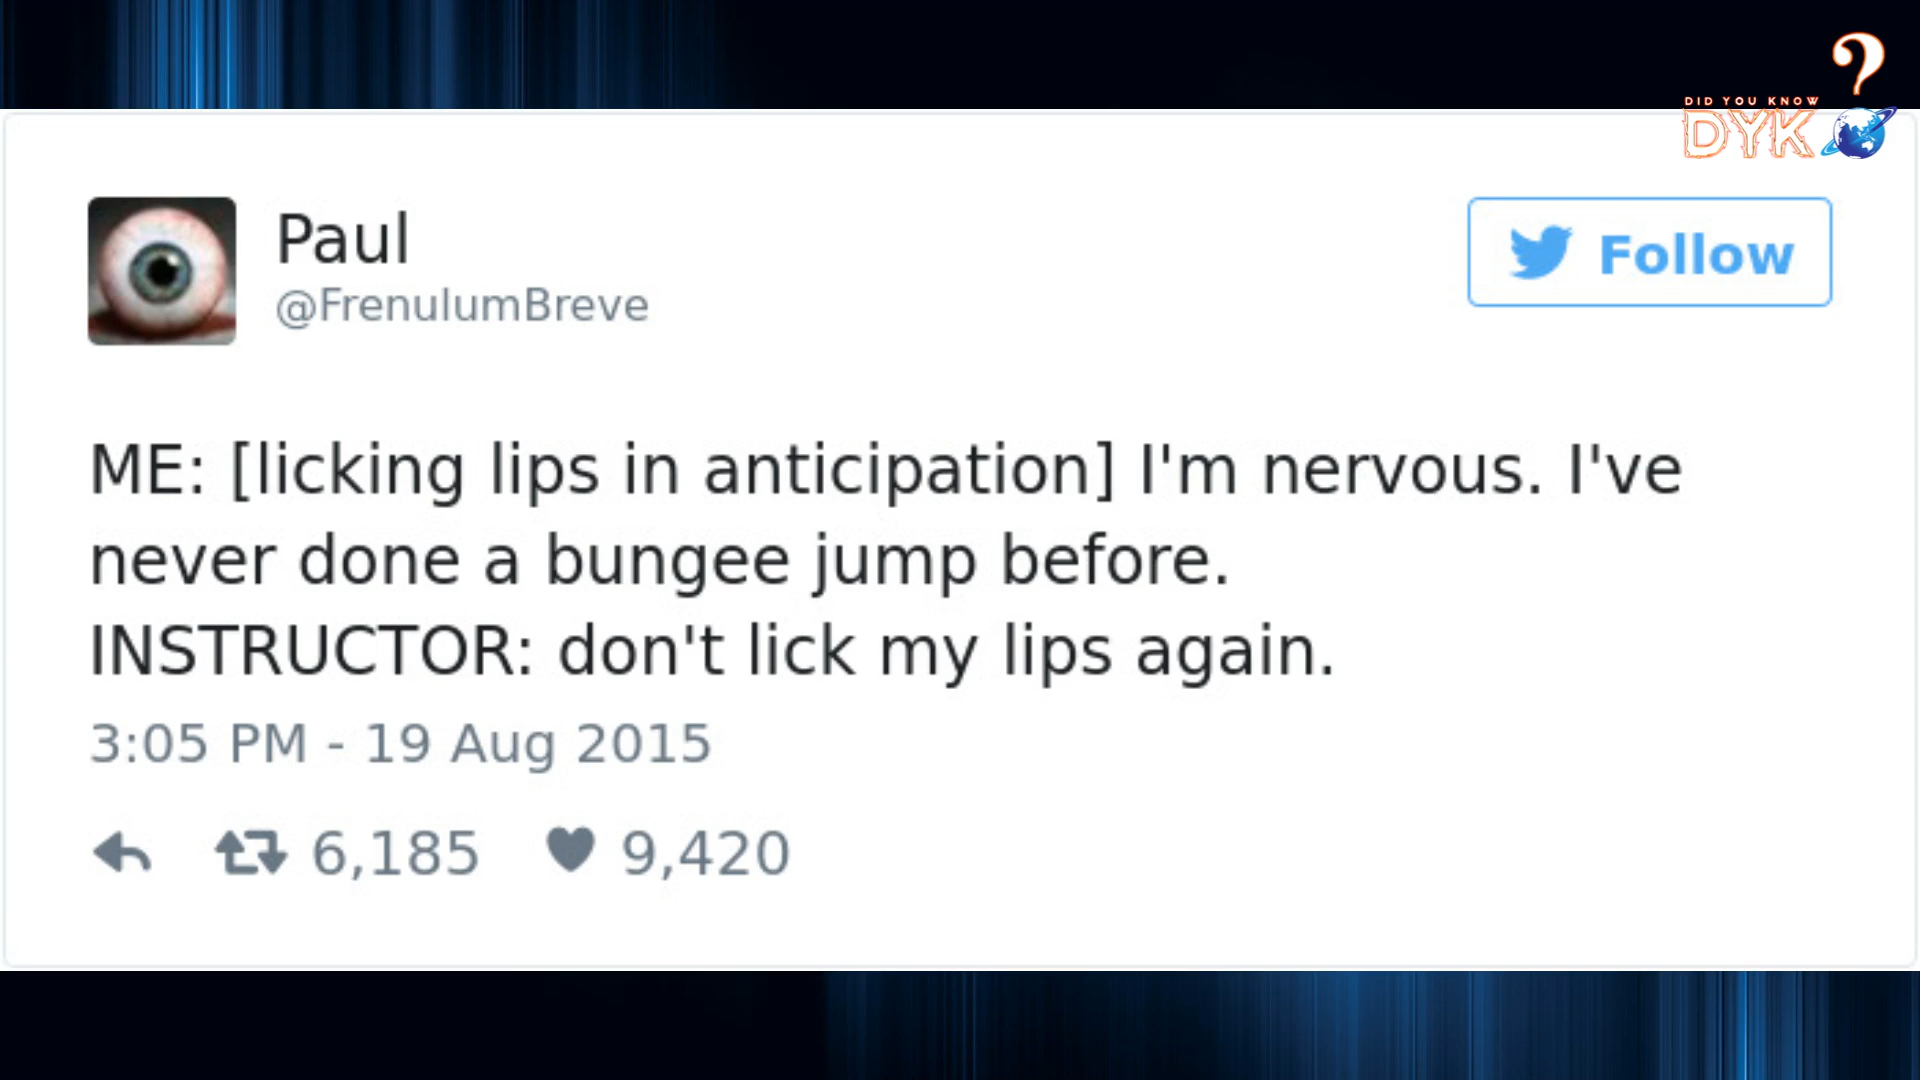 ?
DID YOU KNOW
DYK
Paul
@FrenulumBreve
Follow
ME: [licking lips in anticipation] I'm nervous. I've
never done a bungee jump before.
INSTRUCTOR: don't lick my lips again.
3:05 PM - 19 Aug 2015
6,185 9,420